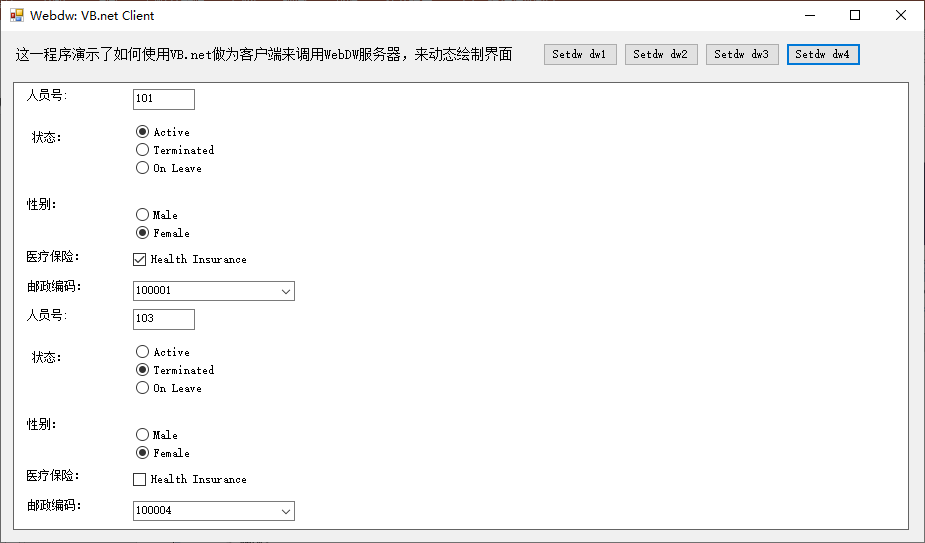 Webdw: VB.net Client
这一程序演示了如何使用VB.net做为客户端来调用WebDW服务器，来动态绘制界面 Setdw dw1 Setdw dw2 Setdw dw3 Setdw dw4
人员号: 101
状态: Active
Terminated
On Leave
性别:
Male
Female
医疗保险: Health Insurance
邮政编码: 100001
人员号: 103
状态: Active
Terminated
On Leave
性别:
Male
Female
医疗保险: Health Insurance
邮政编码: 100004